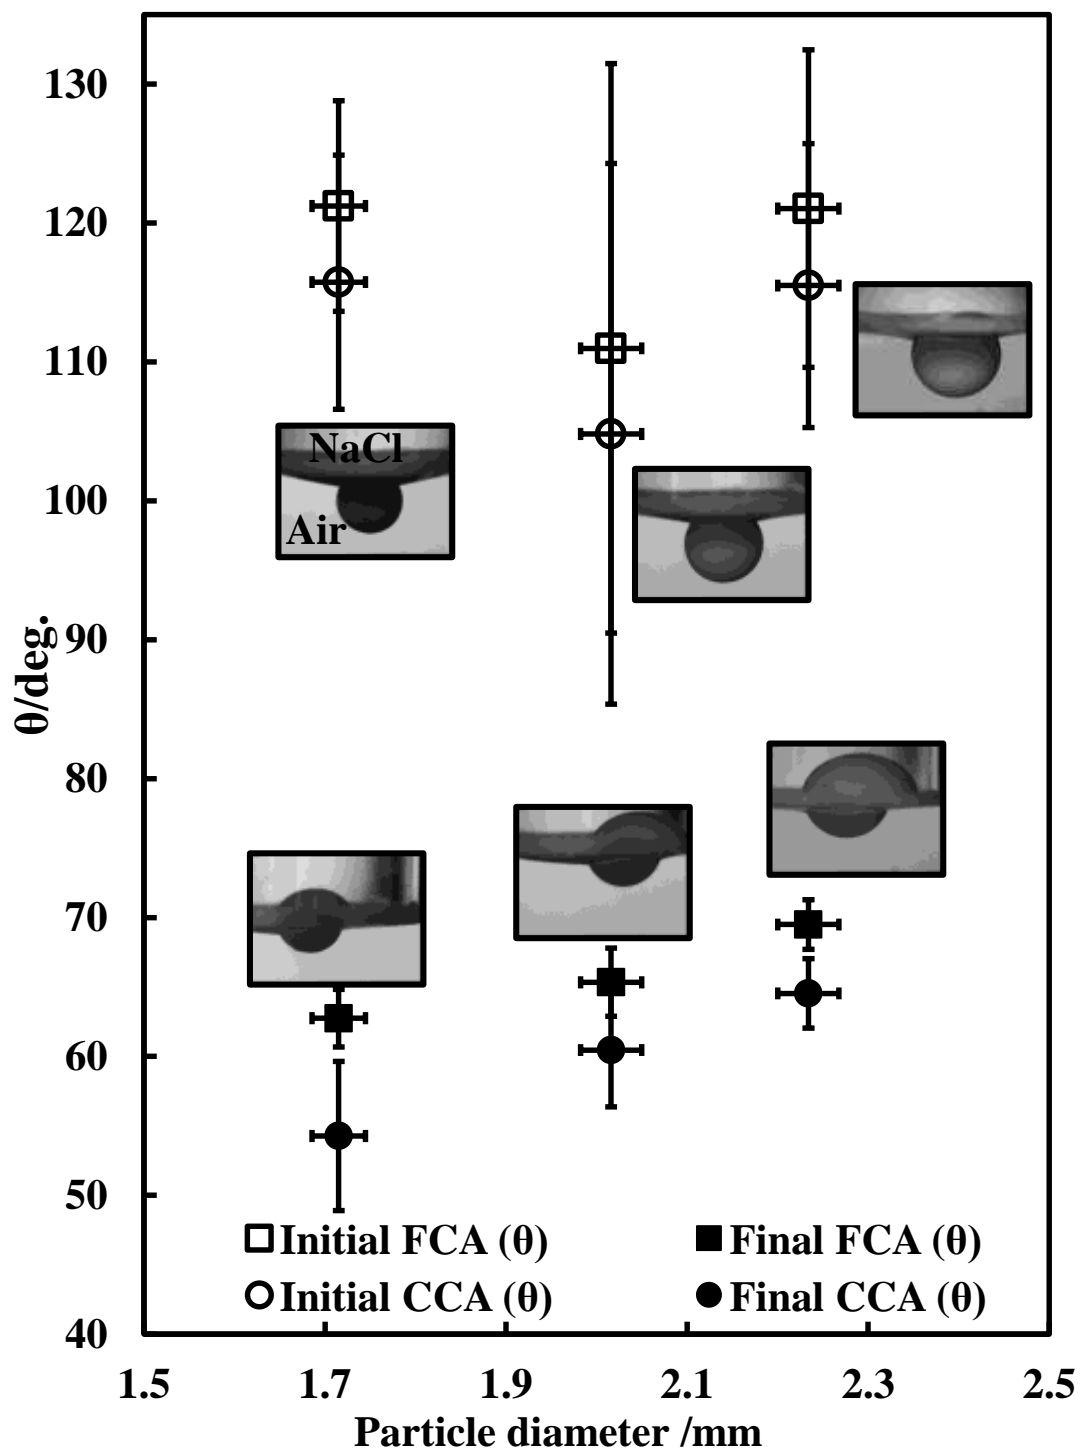 130
120
110
100
90
80
70
60
50
40
θ/deg.
NaCl
Air
Initial FCA (θ)
Final FCA (θ)
Initial CCA (θ)
Final CCA (θ)
1.5 1.7 1.9 2.1 2.3 2.5
Particle diameter /mm